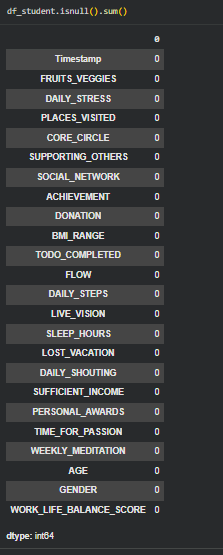 df_student.isnull().sum()
0
Timestamp 0
FRUITS_VEGGIES 0
DAILY_STRESS 0
PLACES_VISITED 0
CORE_CIRCLE 0
SUPPORTING_OTHERS 0
SOCIAL_NETWORK 0
ACHIEVEMENT 0
DONATION 0
BMI_RANGE 0
TODO_COMPLETED 0
FLOW 0
DAILY_STEPS 0
LIVE_VISION 0
SLEEP_HOURS 0
LOST_VACATION 0
DAILY_SHOUTING 0
SUFFICIENT_INCOME 0
PERSONAL_AWARDS 0
TIME_FOR_PASSION 0
WEEKLY_MEDITATION 0
AGE 0
GENDER 0
WORK_LIFE_BALANCE_SCORE 0
dtype: int64